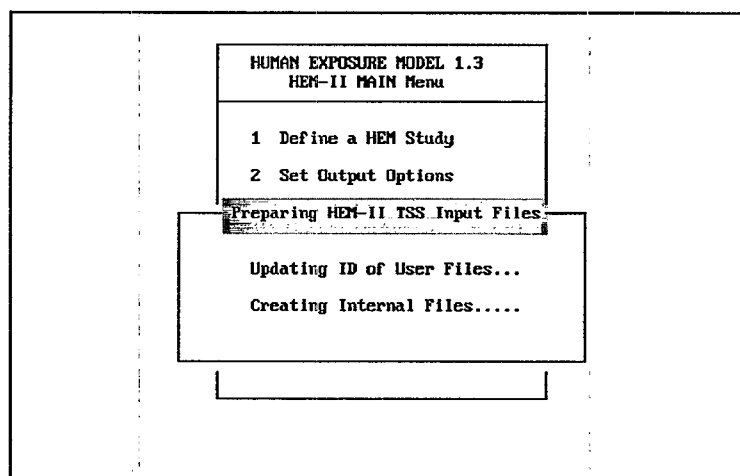 HUMAN EXPOSURE MODEL 1.3
HEM-II MAIN Menu
1 Define a HEM Study
2 Set Output Options
Preparing HEM-II TSS Input Files
Updating ID of User Files...
Creating Internal Files.....